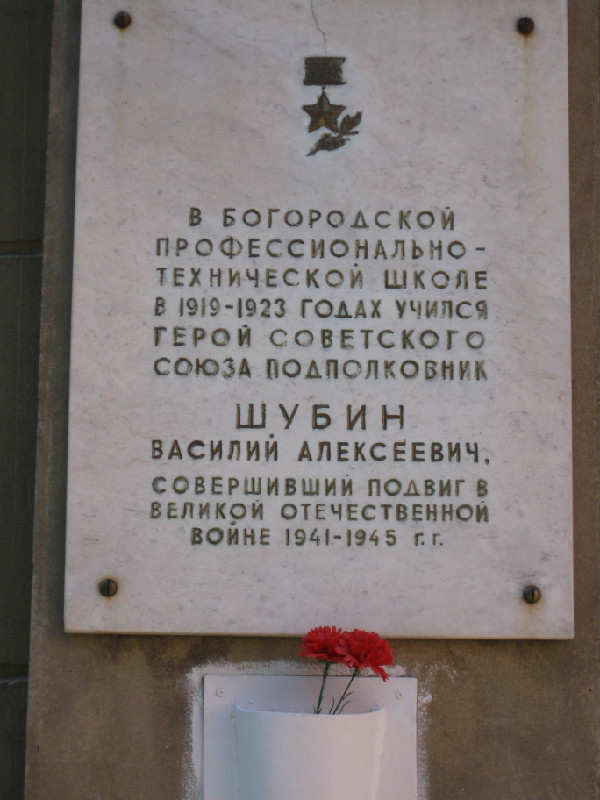 В БОГОРОДСКОЙ
ПРОФЕССИОНАЛЬНО-
ТЕХНИЧЕСКОЙ ШКОЛЕ
В 1919-1923 ГОДАХ УЧИЛСЯ
ГЕРОЙ СОВЕТСКОГО
СОЮЗА ПОДПОЛКОВНИК
ШУБИН
ВАСИЛИЙ АЛЕКСЕЕВИЧ,
СОВЕРШИВШИЙ ПОДВИГ В
ВЕЛИКОЙ ОТЕЧЕСТВЕННОЙ
ВОЙНЕ 1941-1945 г.г.